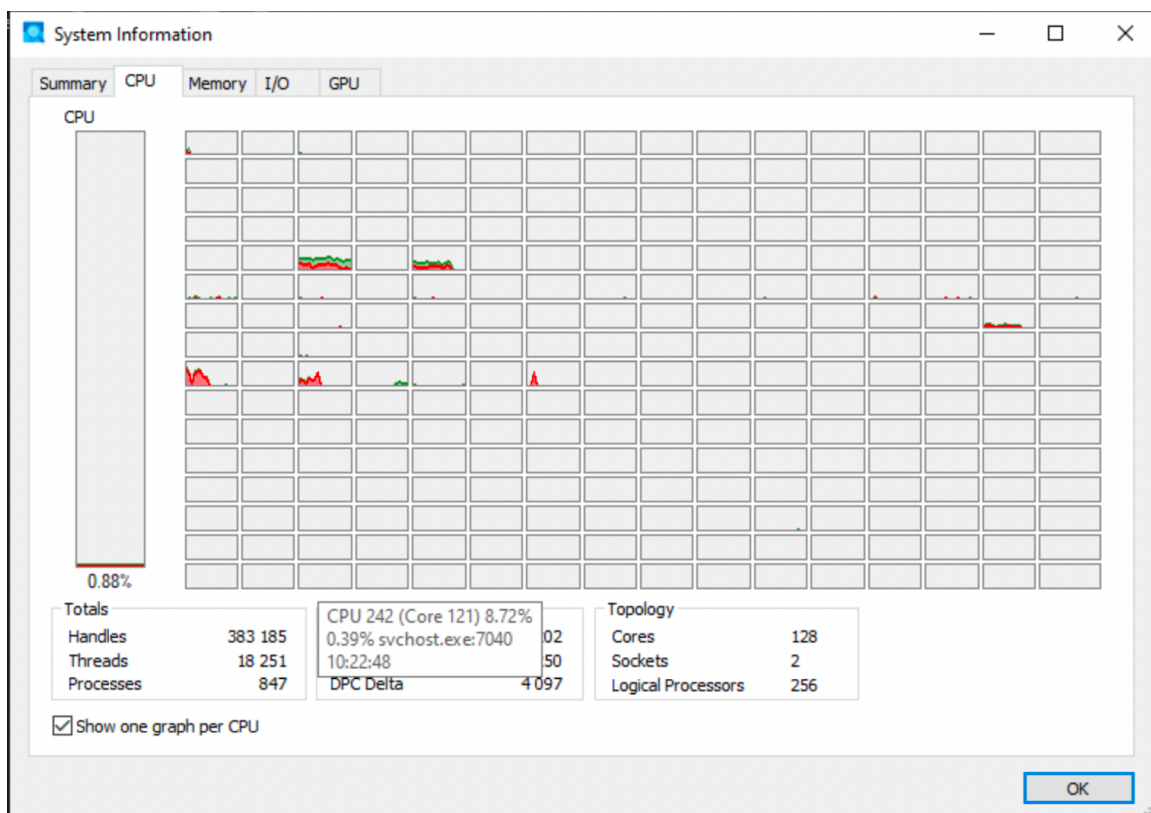 System Information
Summary CPU Memory I/O GPU
CPU
0.88%
Totals
Handles 383 185
Threads 18 251
Processes 847
CPU 242 (Core 121) 8.72%
0.39% svchost.exe:7040
10:22:48
02
50
DPC Delta 4 097
Topology
Cores 128
Sockets 2
Logical Processors 256
Show one graph per CPU
OK